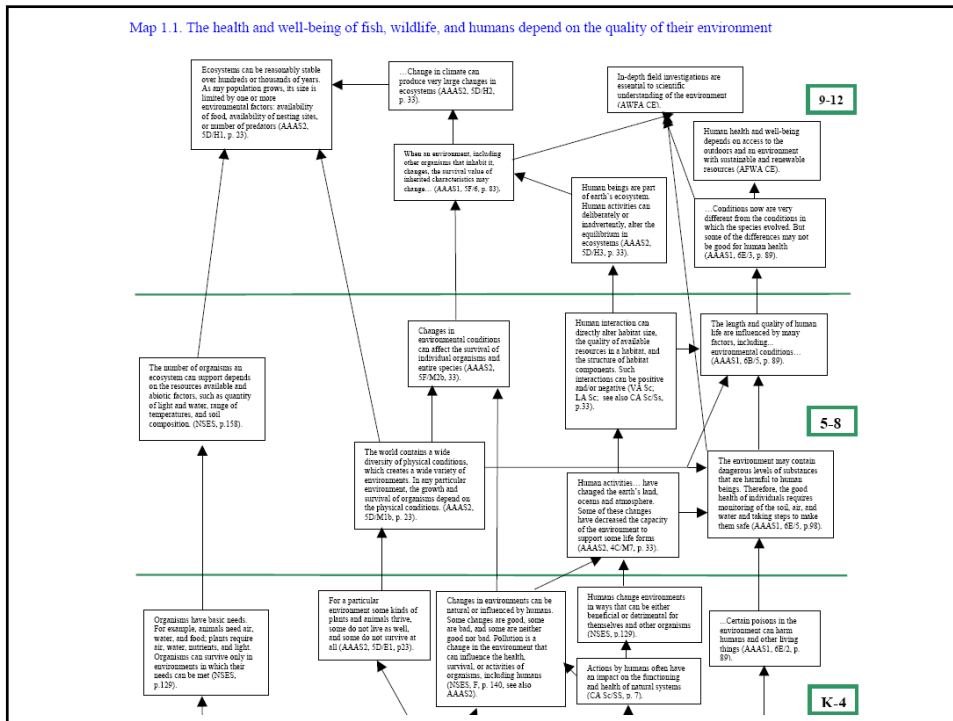 Map 1.1. The health and well-being of fish, wildlife, and humans depend on the quality of their environment
Ecosystems can be reasonably stable
over hundreds or thousands of years.
As any population grows, its size is
limited by one or more
environmental factors: availability
of food, availability of nesting sites,
or number of predators (AAAS2,
5D/H1, p. 23).
…Change in climate can
produce very large changes in
ecosystems (AAAS2, 5D/H2,
p. 33).
In-depth field investigations are
essential to scientific
understanding of the environment
(AWFA CE).
9-12
Human health and well-being
depends on access to the
outdoors and an environment
with sustainable and renewable
resources (AFWA CE)
When an environment, including
other organisms that inhabit it,
changes, the survival value of
inherited characteristics may
change… (AAAS1, 5F/6, p. 83).
Human beings are part
of earth's ecosystem.
Human activities can
deliberately or
inadvertently, alter the
equilibrium in
ecosystems (AAAS2,
5D/H3, p. 33).
…Conditions now are very
different from the conditions in
which the species evolved. But
some of the differences may not
be good for human health
(AAAS1, 6E/3, p. 89).
Changes in
environmental conditions
can affect the survival of
individual organisms and
entire species (AAAS2,
5F/M2b, 33).
Human interaction can
directly alter habitat size,
the quality of available
resources in a habitat, and
the structure of habitat
components. Such
interactions can be positive
and/or negative (VA Sc;
LA Sc; see also CA Sc/Ss,
p.33).
The length and quality of human
life are influenced by many
factors, including...
environmental conditions…
(AAAS1, 6B/5, p. 89).
The number of organisms an
ecosystem can support depends
on the resources available and
abiotic factors, such as quantity
of light and water, range of
temperatures, and soil
composition. (NSES, p.158).
5-8
The world contains a wide
diversity of physical conditions,
which creates a wide variety of
environments. In any particular
environment, the growth and
survival of organisms depend on
the physical conditions. (AAAS2,
5D/M1b, p. 23).
Human activities… have
changed the earth's land,
oceans and atmosphere.
Some of these changes
have decreased the capacity
of the environment to
support some life forms
(AAAS2, 4C/M7, p. 33).
The environment may contain
dangerous levels of substances
that are harmful to human
beings. Therefore, the good
health of individuals requires
monitoring of the soil, air, and
water and taking steps to make
them safe (AAAS1, 6E/5, p.98).
Organisms have basic needs.
For example, animals need air,
water, and food; plants require
air, water, nutrients, and light.
Organisms can survive only in
environments in which their
needs can be met (NSES,
p.129).
For a particular
environment some kinds of
plants and animals thrive,
some do not live as well,
and some do not survive at
all (AAAS2, 5D/E1, p23).
Changes in environments can be
natural or influenced by humans.
Some changes are good, some
are bad, and some are neither
good nor bad. Pollution is a
change in the environment that
can influence the health,
survival, or activities of
organisms, including humans
(NSES, F, p. 140, see also
AAAS2).
Humans change environments
in ways that can be either
beneficial or detrimental for
themselves and other organisms
(NSES, p.129).
Actions by humans often have
an impact on the functioning
and health of natural systems
(CA Sc/SS, p. 7).
…Certain poisons in the
environment can harm
humans and other living
things (AAAS1, 6E/2, p.
89).
K-4